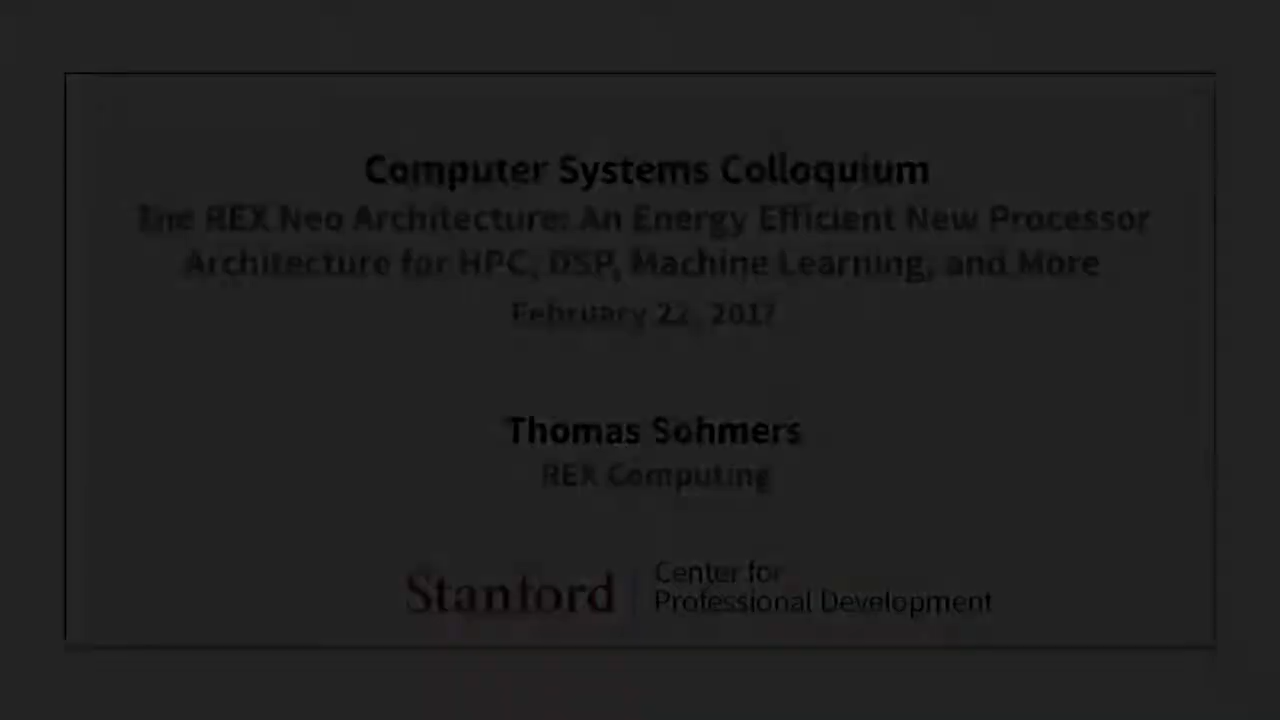 Computer Systems Colloquium
The REX Neo Architecture: An Energy Efficient New Processor
Architecture for HPC, DSP, Machine Learning, and More
February 22, 2017
Thomas Sohmers
REX Computing
Stanford
Center for
Professional Development